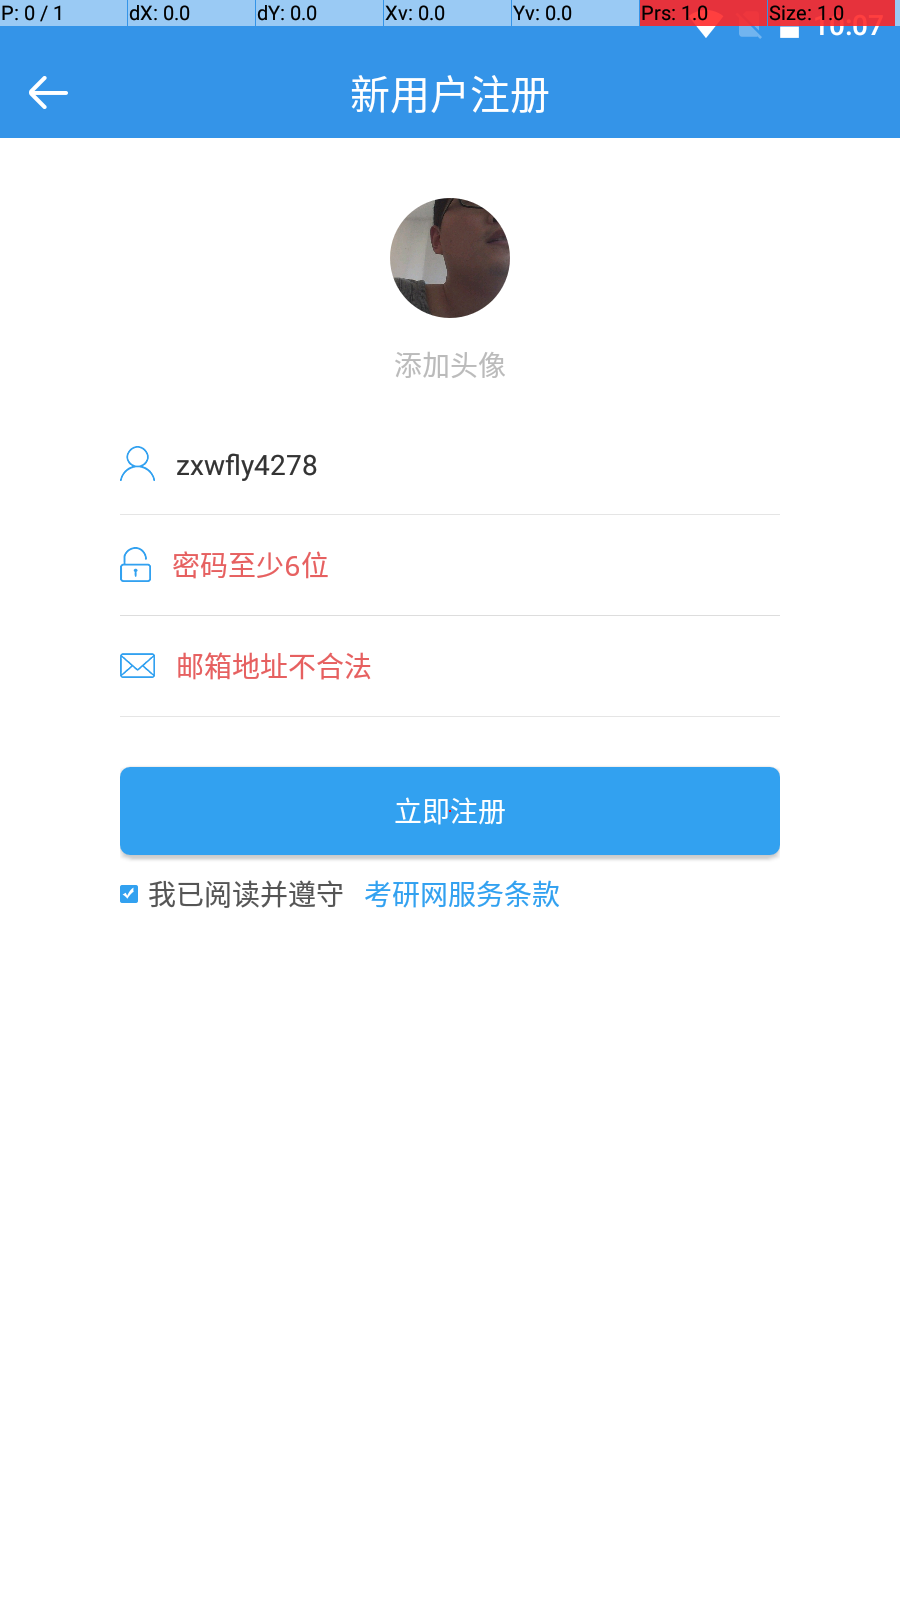 P: 0 / 1 dX: 0.0 dY: 0.0 Xv: 0.0 Yv: 0.0 Prs: 1.0 Size: 1.0
10:07
新用户注册
添加头像
zxwfly4278
密码至少6位
邮箱地址不合法
立即注册
我已阅读并遵守 考研网服务条款